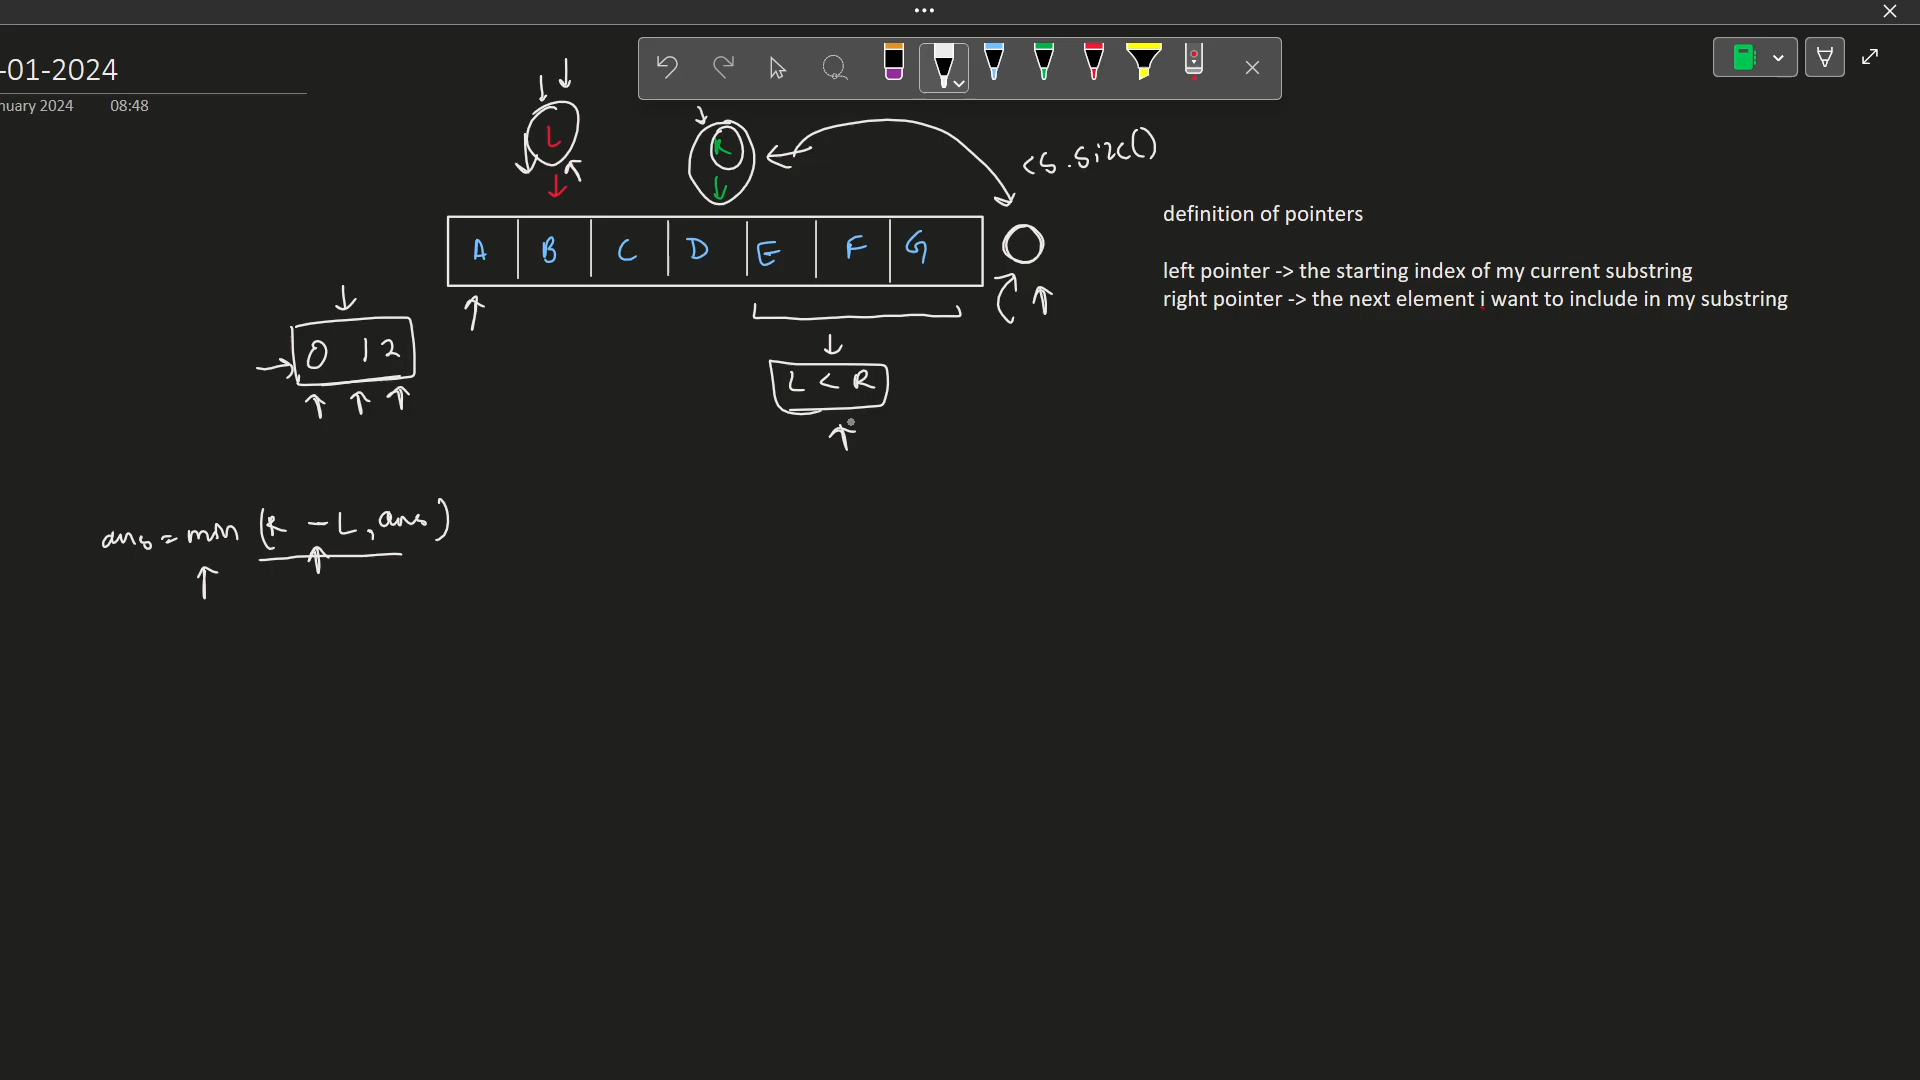 -01-2024
nuary 2024 08:48
L
R
<s.size()
A B C D E F G
definition of pointers
left pointer -> the starting index of my current substring
right pointer -> the next element i want to include in my substring
0 1 2
L < R
ans = min (R - L, ans)